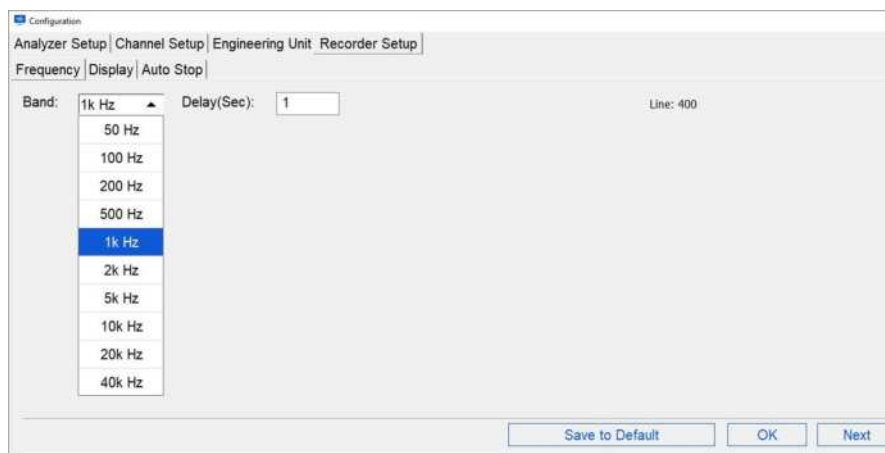 Configuration
Analyzer Setup Channel Setup Engineering Unit Recorder Setup
Frequency Display Auto Stop
Band: 1k Hz Delay(Sec): 1 Line: 400
50 Hz
100 Hz
200 Hz
500 Hz
1k Hz
2k Hz
5k Hz
10k Hz
20k Hz
40k Hz
Save to Default OK Next